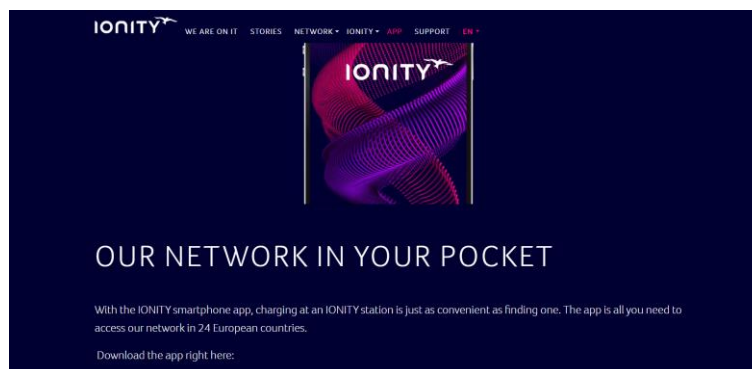 IONITY WE ARE ON IT STORIES NETWORK IONITY APP SUPPORT EN
IONITY
OUR NETWORK IN YOUR POCKET
With the IONITY smartphone app, charging at an IONITY station is just as convenient as finding one. The app is all you need to
access our network in 24 European countries.
Download the app right here: